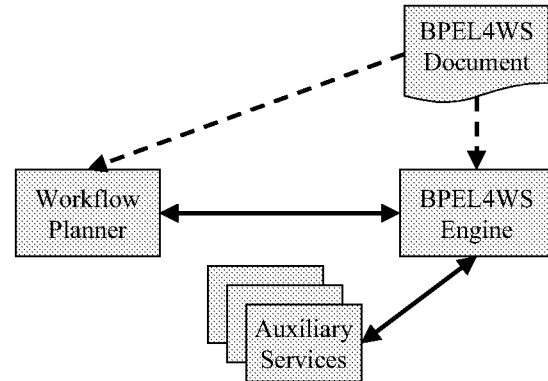 BPEL4WS
Document
Workflow
Planner
BPEL4WS
Engine
Auxiliary
Services